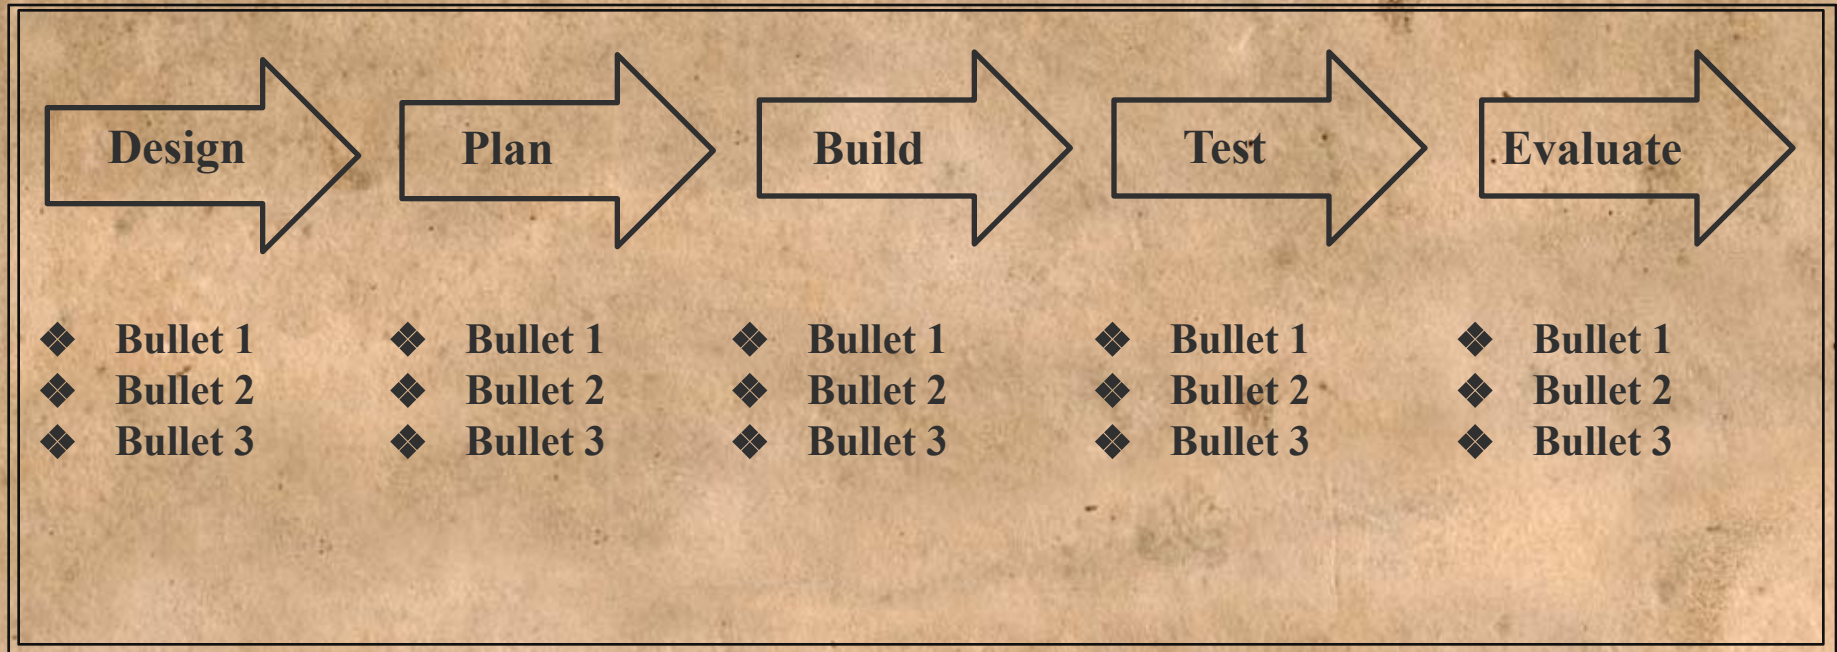 Design
Plan
Build
Test
Evaluate
❖ Bullet 1
❖ Bullet 2
❖ Bullet 3
❖ Bullet 1
❖ Bullet 2
❖ Bullet 3
❖ Bullet 1
❖ Bullet 2
❖ Bullet 3
❖ Bullet 1
❖ Bullet 2
❖ Bullet 3
❖ Bullet 1
❖ Bullet 2
❖ Bullet 3